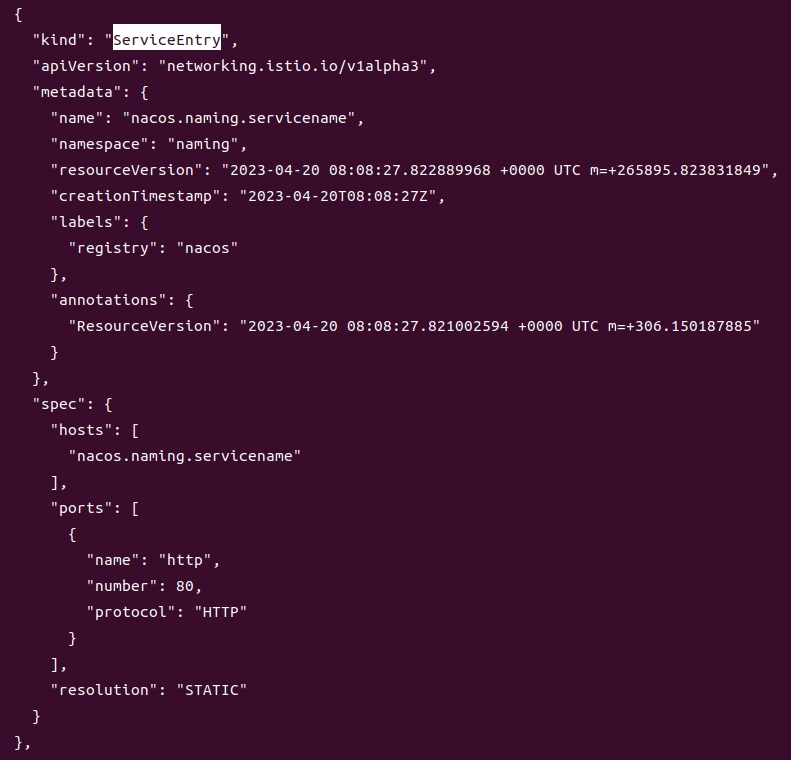 {
  "kind": "ServiceEntry",
  "apiVersion": "networking.istio.io/v1alpha3",
  "metadata": {
    "name": "nacos.naming.servicename",
    "namespace": "naming",
    "resourceVersion": "2023-04-20 08:08:27.822889968 +0000 UTC m=+265895.823831849",
    "creationTimestamp": "2023-04-20T08:08:27Z",
    "labels": {
      "registry": "nacos"
    },
    "annotations": {
      "ResourceVersion": "2023-04-20 08:08:27.821002594 +0000 UTC m=+306.150187885"
    }
  },
  "spec": {
    "hosts": [
      "nacos.naming.servicename"
    ],
    "ports": [
      {
        "name": "http",
        "number": 80,
        "protocol": "HTTP"
      }
    ],
    "resolution": "STATIC"
  }
},